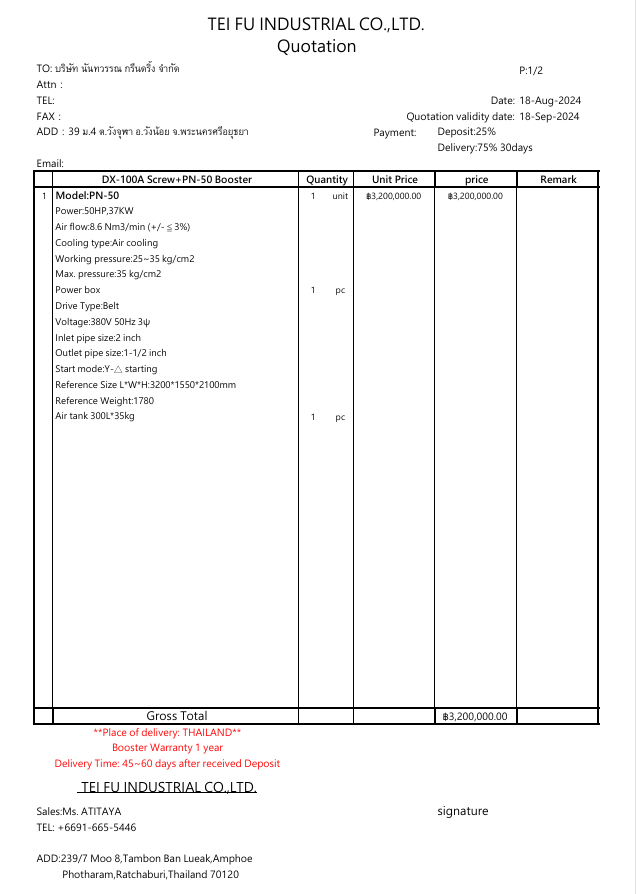 TEI FU INDUSTRIAL CO.,LTD.
Quotation
TO: บริษัท นันทวรรณ กรีนดริ้ง จำกัด
P:1/2
Attn :
TEL:
Date: 18-Aug-2024
FAX :
Quotation validity date: 18-Sep-2024
ADD : 39 ม.4 ต.วังจุฬา อ.วังน้อย จ.พระนครศรีอยุธยา
Payment: Deposit:25%
Delivery:75% 30days
Email:
DX-100A Screw+PN-50 Booster Quantity Unit Price price Remark
1 Model:PN-50 1 unit ฿3,200,000.00 ฿3,200,000.00
Power:50HP,37KW
Air flow:8.6 Nm3/min (+/-≦3%)
Cooling type:Air cooling
Working pressure:25~35 kg/cm2
Max. pressure:35 kg/cm2
Power box 1 pc
Drive Type:Belt
Voltage:380V 50Hz 3ψ
Inlet pipe size:2 inch
Outlet pipe size:1-1/2 inch
Start mode:Y-△ starting
Reference Size L*W*H:3200*1550*2100mm
Reference Weight:1780
Air tank 300L*35kg 1 pc
Gross Total ฿3,200,000.00
**Place of delivery: THAILAND**
Booster Warranty 1 year
Delivery Time: 45~60 days after received Deposit
TEI FU INDUSTRIAL CO.,LTD.
Sales:Ms. ATITAYA
signature
TEL: +6691-665-5446
ADD:239/7 Moo 8,Tambon Ban Lueak,Amphoe
Photharam,Ratchaburi,Thailand 70120